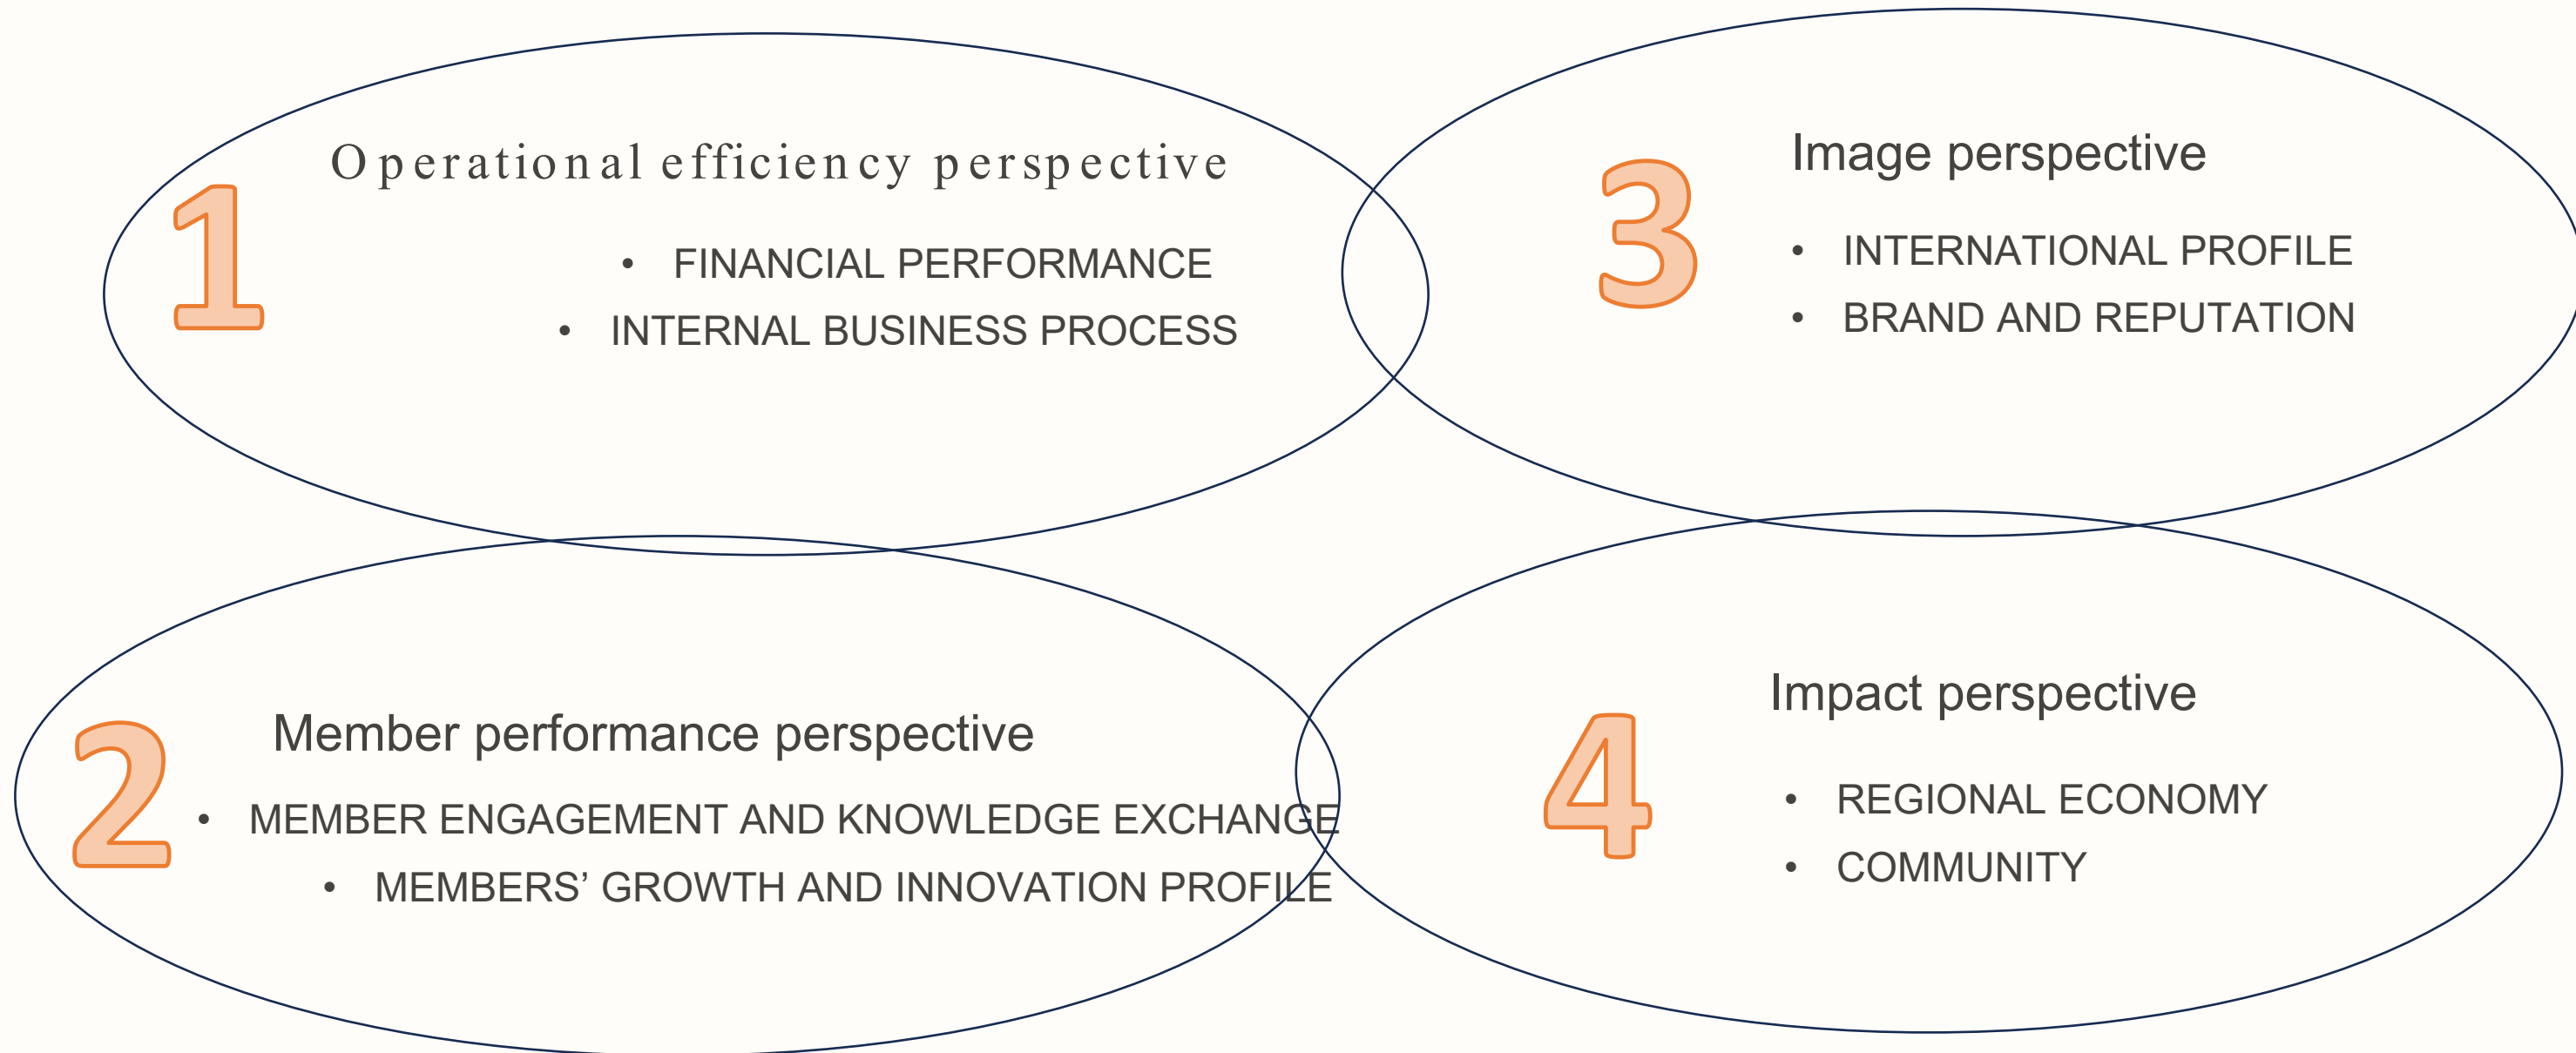 1
Operational efficiency perspective
• FINANCIAL PERFORMANCE
• INTERNAL BUSINESS PROCESS
2
Member performance perspective
• MEMBER ENGAGEMENT AND KNOWLEDGE EXCHANGE
• MEMBERS’ GROWTH AND INNOVATION PROFILE
3
Image perspective
• INTERNATIONAL PROFILE
• BRAND AND REPUTATION
4
Impact perspective
• REGIONAL ECONOMY
• COMMUNITY